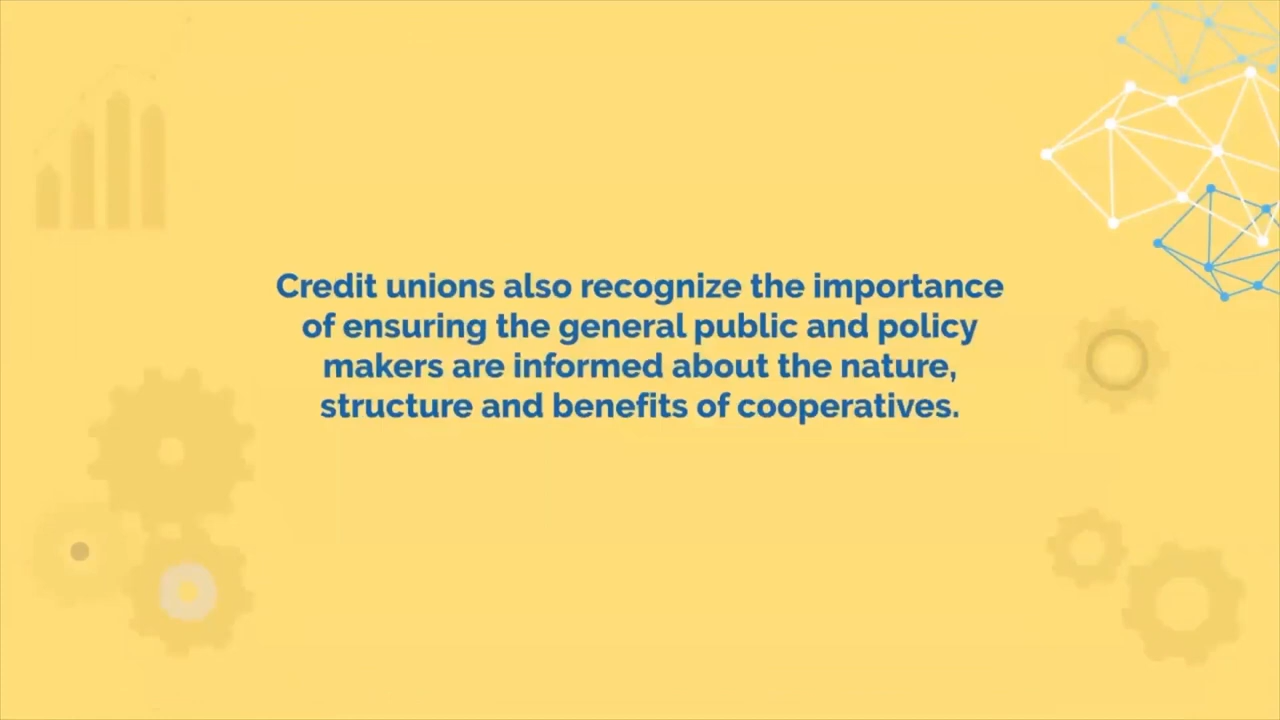 Credit unions also recognize the importance
of ensuring the general public and policy
makers are informed about the nature,
structure and benefits of cooperatives.